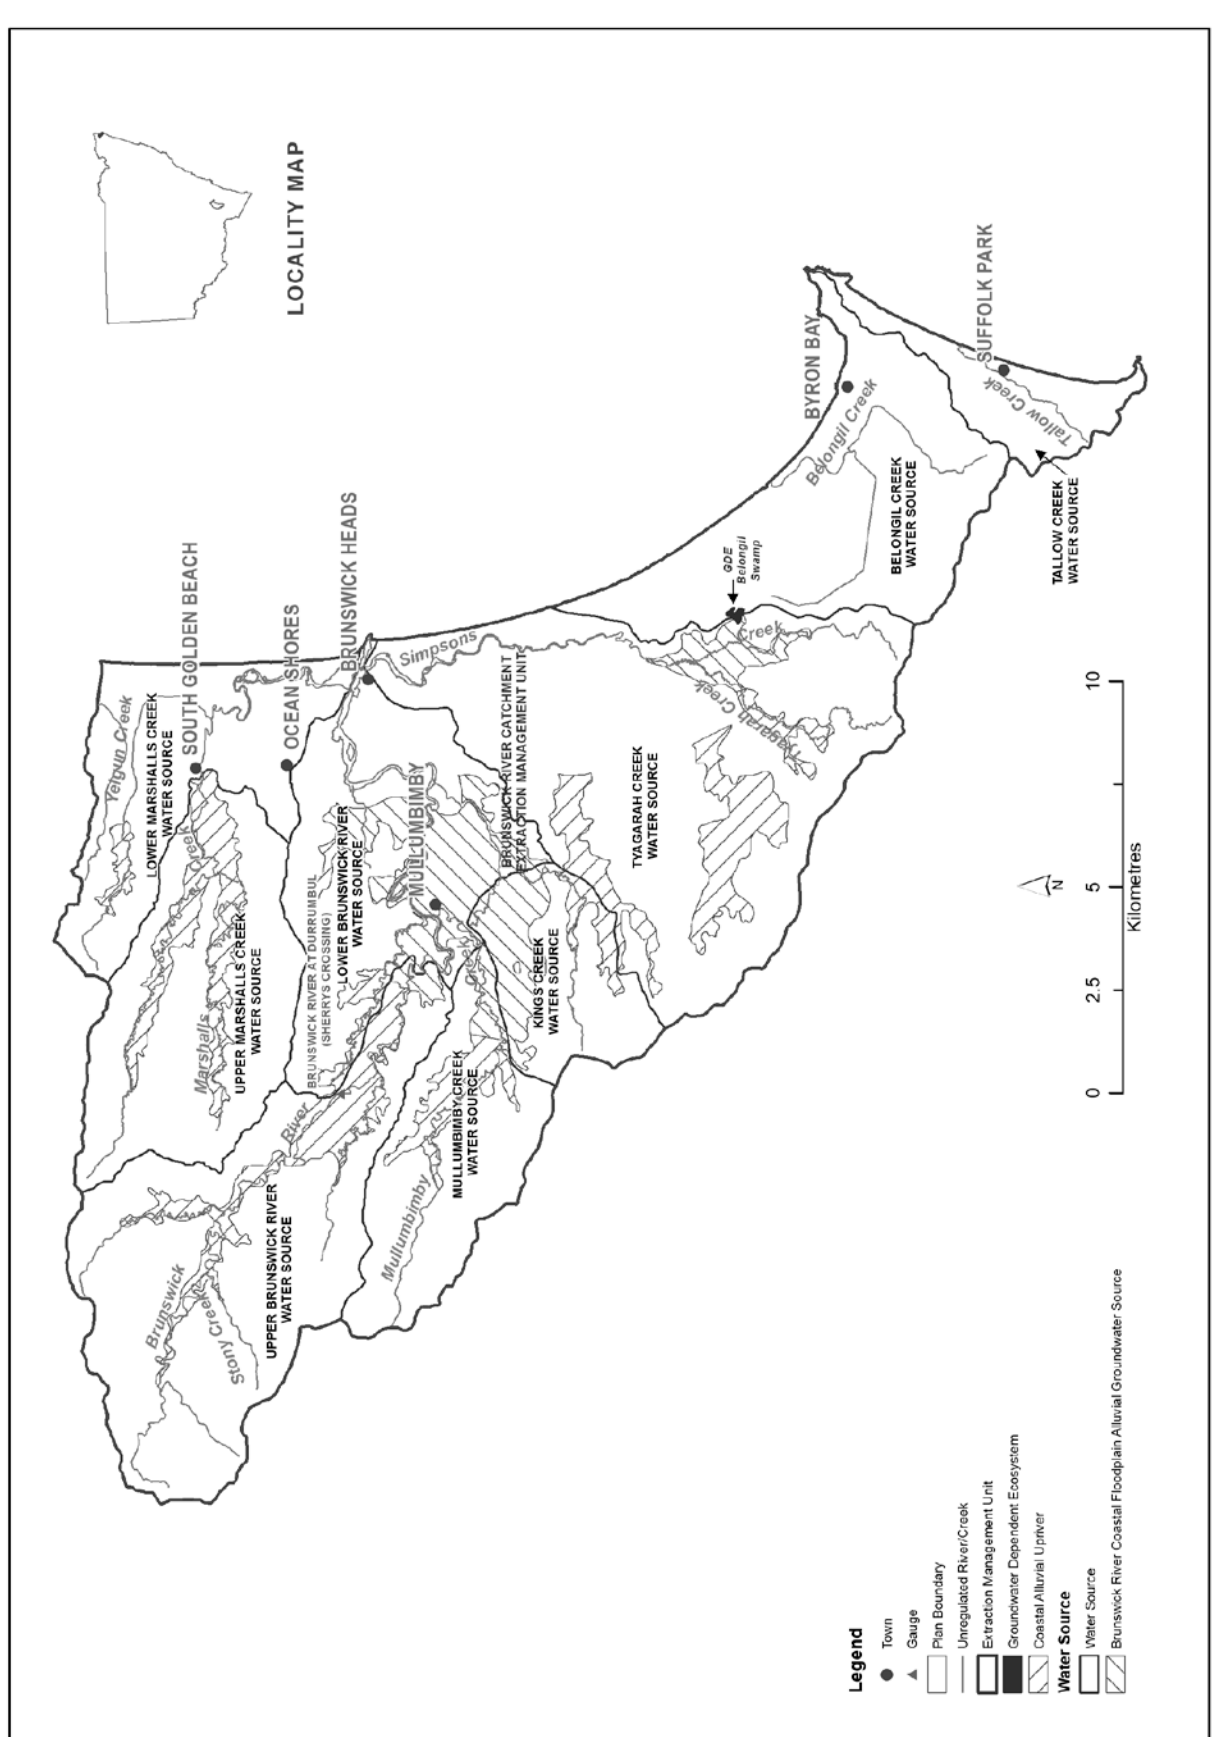 LOCALITY MAP
Yelgun Creek
SOUTH GOLDEN BEACH
LOWER MARSHALLS CREEK
WATER SOURCE
OCEAN SHORES
BRUNSWICK HEADS
Simpsons
Creek
Marshalls
Creek
UPPER MARSHALLS CREEK
WATER SOURCE
BRUNSWICK RIVER AT DURRUMBUL
(SHERRYS CROSSING)
LOWER BRUNSWICK RIVER
WATER SOURCE
MULLUMBIMBY
BRUNSWICK RIVER CATCHMENT
EXTRACTION MANAGEMENT UNIT
Brunswick
River
Stony Creek
UPPER BRUNSWICK RIVER
WATER SOURCE
Mullumbimby
Creek
MULLUMBIMBY CREEK
WATER SOURCE
KINGS CREEK
WATER SOURCE
TYAGARAH CREEK
WATER SOURCE
Tyagarah Creek
GDE
Belongil
Swamp
BYRON BAY
Belongil Creek
BELONGIL CREEK
WATER SOURCE
SUFFOLK PARK
Tallow Creek
TALLOW CREEK
WATER SOURCE
N
0 2.5 5 10
Kilometres
Legend
Town
Gauge
Plan Boundary
Unregulated River/Creek
Extraction Management Unit
Groundwater Dependent Ecosystem
Coastal Alluvial Upriver
Water Source
Water Source
Brunswick River Coastal Floodplain Alluvial Groundwater Source